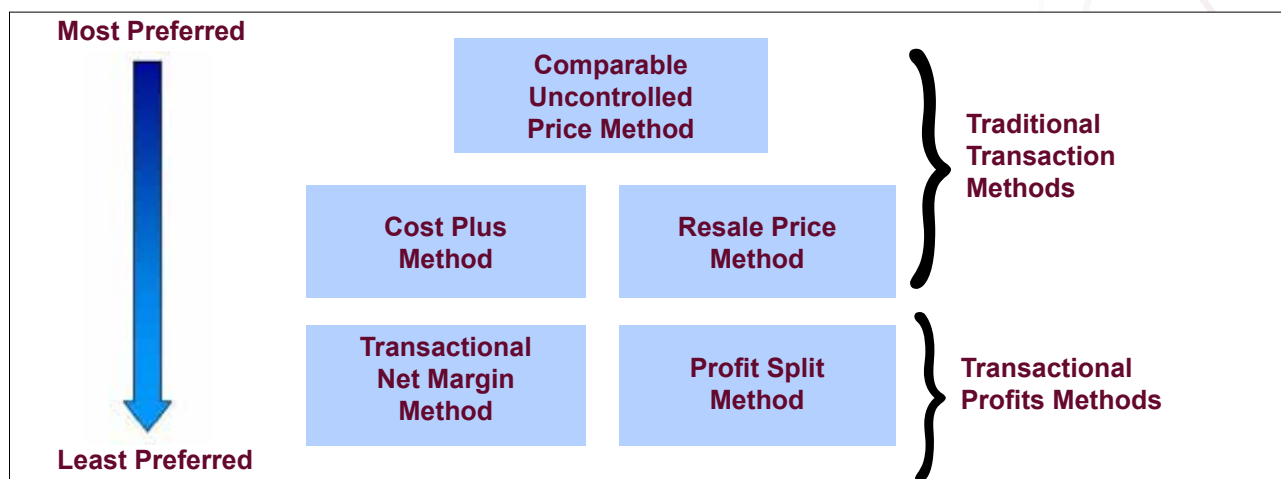 Most Preferred
Comparable
Uncontrolled
Price Method
Traditional
Transaction
Methods
Cost Plus
Method
Resale Price
Method
Transactional
Net Margin
Method
Profit Split
Method
Transactional
Profits Methods
Least Preferred